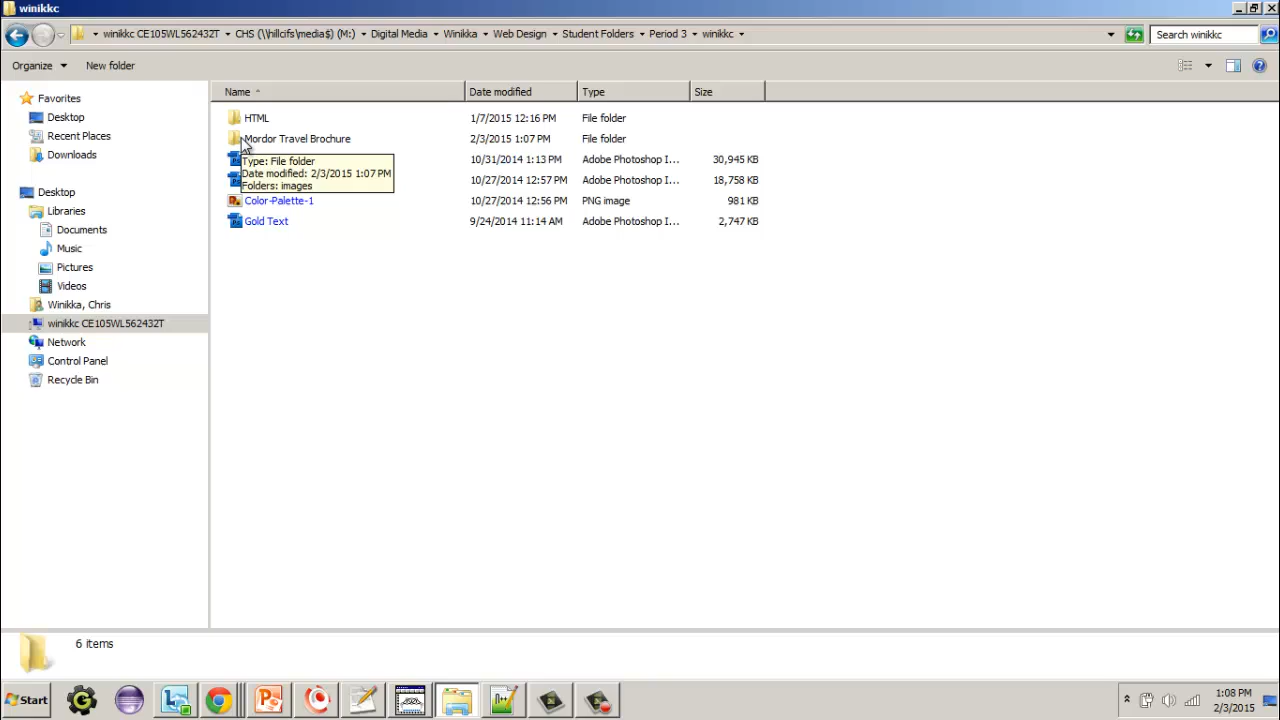 winikkc
winikkc CE105WL562432T
CHS (\\hillcifs\media$) (M:)
Digital Media
Winikka
Web Design
Student Folders
Period 3
winikkc
Search winikkc
Organize
New folder
Favorites
Desktop
Recent Places
Downloads
Desktop
Libraries
Documents
Music
Pictures
Videos
Winikka, Chris
winikkc CE105WL562432T
Network
Control Panel
Recycle Bin
Name Date modified Type Size
HTML 1/7/2015 12:16 PM File folder
Mordor Travel Brochure 2/3/2015 1:07 PM File folder
10/31/2014 1:13 PM Adobe Photoshop I... 30,945 KB
10/27/2014 12:57 PM Adobe Photoshop I... 18,758 KB
Color-Palette-1 10/27/2014 12:56 PM PNG image 981 KB
Gold Text 9/24/2014 11:14 AM Adobe Photoshop I... 2,747 KB
Type: File folder
Date modified: 2/3/2015 1:07 PM
Folders: images
6 items
Start
1:08 PM
2/3/2015